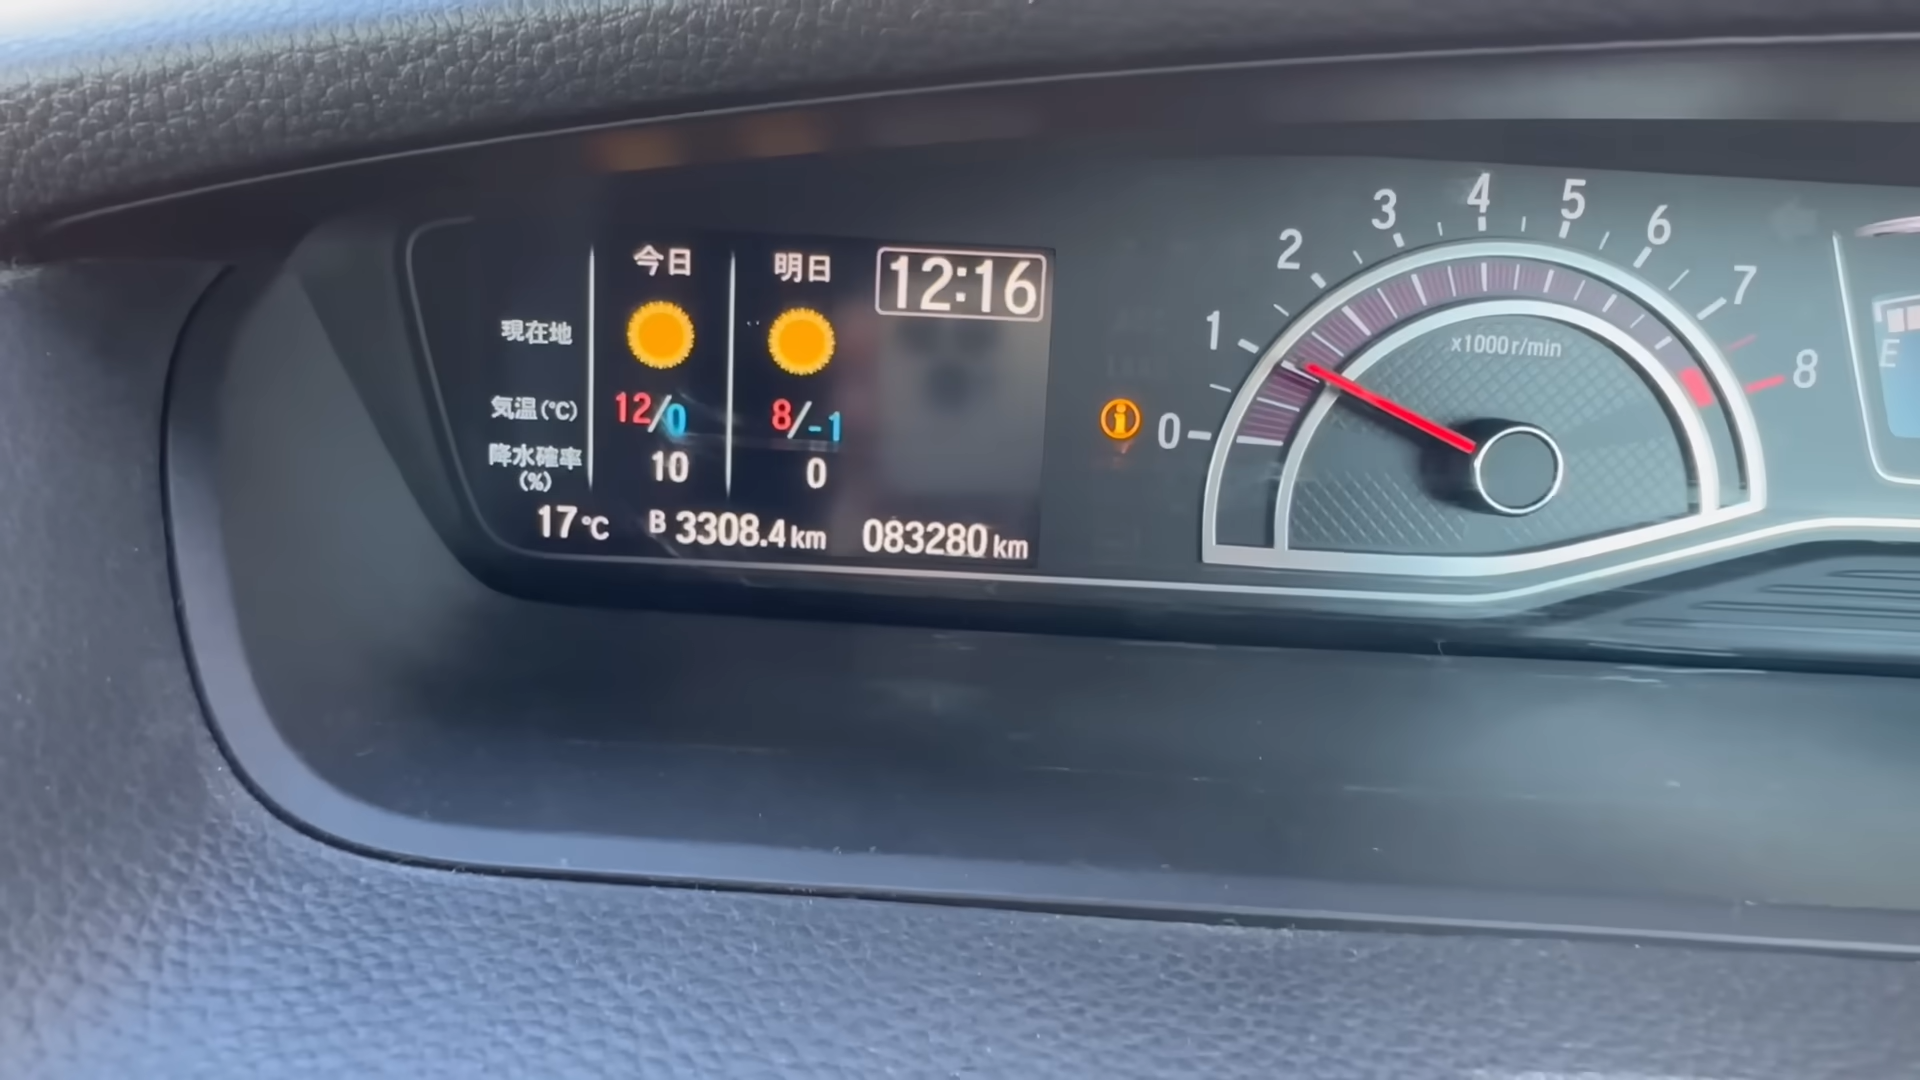 今日 明日 12:16
現在地
気温(℃) 12/0 8/-1
降水確率(%) 10 0
17℃ B 3308.4km 083280km
0 1 2 3 4 5 6 7 8
x1000r/min
E